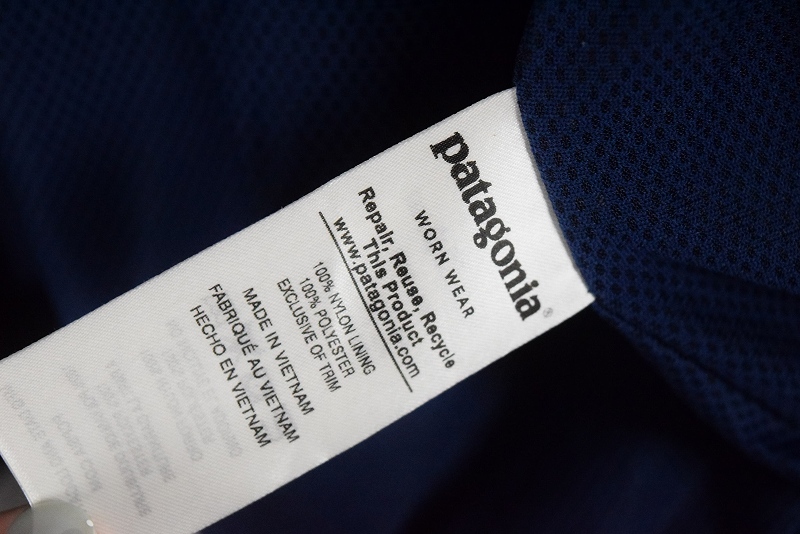 patagonia®
WORN WEAR
Repair, Reuse, Recycle
This Product
www.patagonia.com
100% NYLON LINING
100% POLYESTER
EXCLUSIVE OF TRIM
MADE IN VIETNAM
FABRIQUÉ AU VIETNAM
HECHO EN VIETNAM